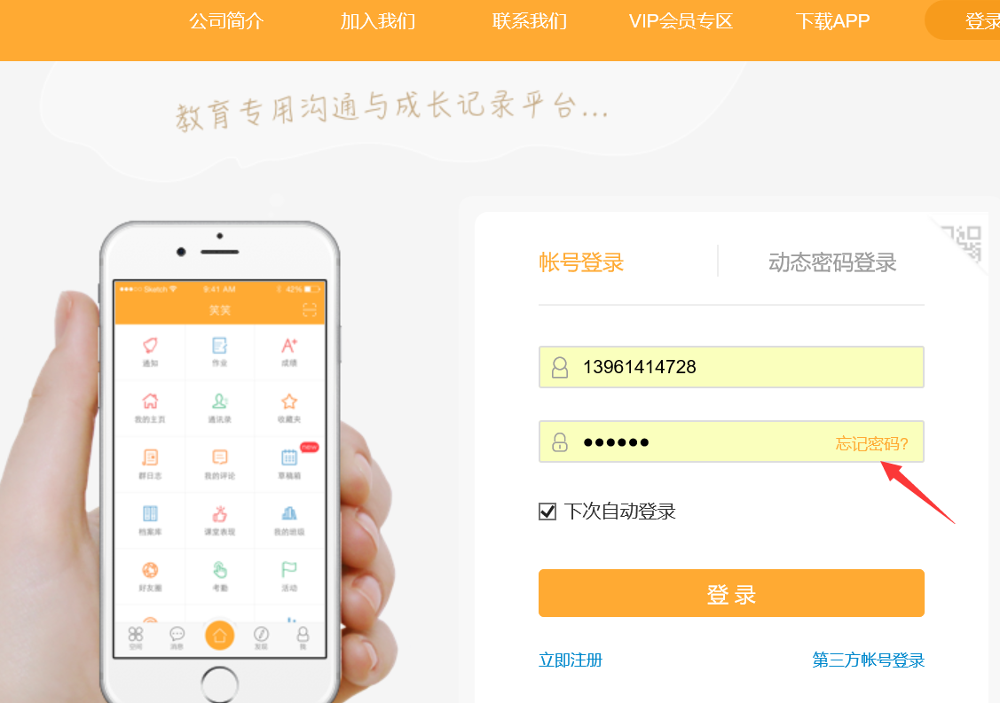 公司简介 加入我们 联系我们 VIP会员专区 下载APP 登录
教育专用沟通与成长记录平台...
帐号登录 动态密码登录
13961414728
●●●●●● 忘记密码?
下次自动登录
登 录
立即注册 第三方帐号登录
Sketch 9:41 AM 42%
笑笑
通知 作业 成绩
我的主页 通讯录 收藏夹
new
群日志 我的评论 草稿箱
档案库 课堂表现 我的班级
好友圈 考勤 活动
空间 消息 发现 我